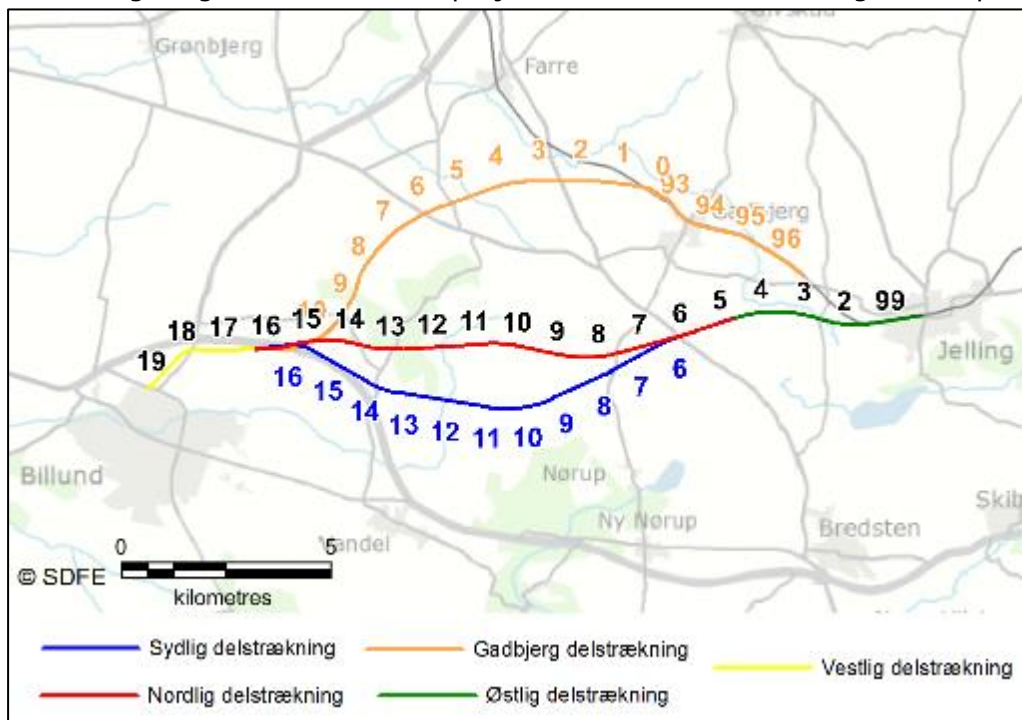 Grønbjerg
Farre
4 3 2 1 0
5 93
6 94
7 95
8 96
9
18 17 16 15 14 13 12 11 10 9 8 7 6 5 4 3 2 99
19
16 15 14 13 12 11 10 9 8 7 6
Jelling
Billund
Nørup
Ny Nørup
Bredsten
0 5
© SDFE
kilometres
Sydlig delstrækning
Gadbjerg delstrækning
Vestlig delstrækning
Nordlig delstrækning
Østlig delstrækning